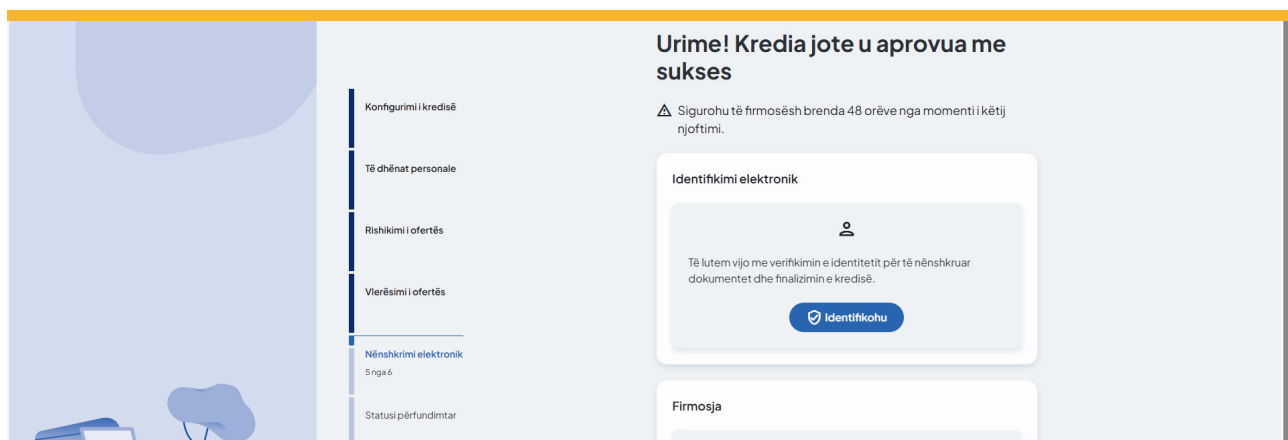 Konfigurimi i kredisë
Të dhënat personale
Rishikimi i ofertës
Vlerësimi i ofertës
Nënshkrimi elektronik
5 nga 6
Statusi përfundimtar
Urime! Kredia jote u aprovua me
sukses
Sigurohu të firmosësh brenda 48 orëve nga momenti i këtij
njoftimi.
Identifikimi elektronik
Të lutem vijo me verifikimin e identitetit për të nënshkruar
dokumentet dhe finalizimin e kredisë.
Identifikohu
Firmosja